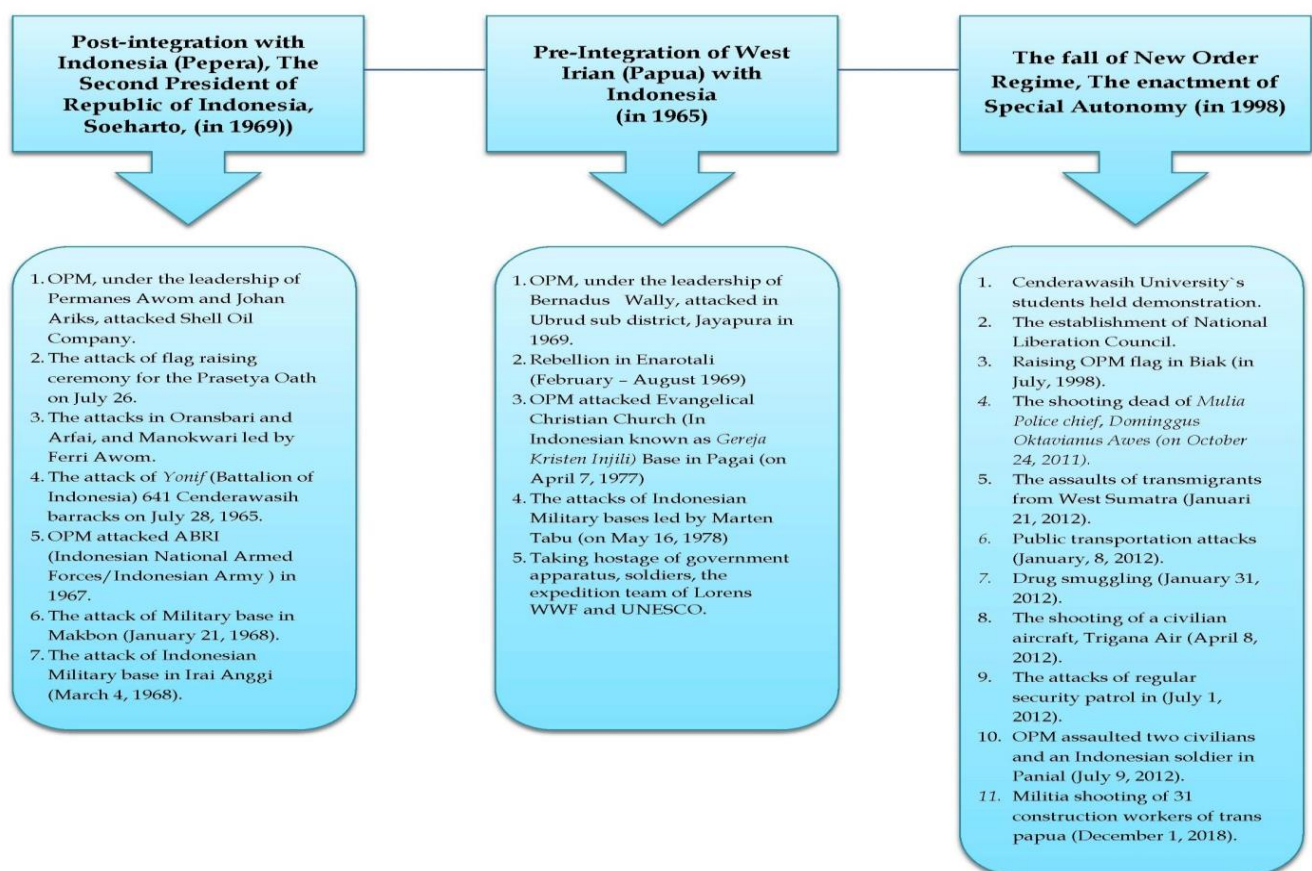 Post-integration with
Indonesia (Pepera), The
Second President of
Republic of Indonesia,
Soeharto, (in 1969))
1. OPM, under the leadership of
Permanes Awom and Johan
Ariks, attacked Shell Oil
Company.
2. The attack of flag raising
ceremony for the Prasetya Oath
on July 26.
3. The attacks in Oransbari and
Arfai, and Manokwari led by
Ferri Awom.
4. The attack of Yonif (Battalion of
Indonesia) 641 Cenderawasih
barracks on July 28, 1965.
5. OPM attacked ABRI
(Indonesian National Armed
Forces/Indonesian Army ) in
1967.
6. The attack of Military base in
Makbon (January 21, 1968).
7. The attack of Indonesian
Military base in Irai Anggi
(March 4, 1968).
Pre-Integration of West
Irian (Papua) with
Indonesia
(in 1965)
1. OPM, under the leadership of
Bernadus Wally, attacked in
Ubrud sub district, Jayapura in
1969.
2. Rebellion in Enarotali
(February – August 1969)
3. OPM attacked Evangelical
Christian Church (In
Indonesian known as Gereja
Kristen Injili) Base in Pagai (on
April 7, 1977)
4. The attacks of Indonesian
Military bases led by Marten
Tabu (on May 16, 1978)
5. Taking hostage of government
apparatus, soldiers, the
expedition team of Lorens
WWF and UNESCO.
The fall of New Order
Regime, The enactment of
Special Autonomy (in 1998)
1. Cenderawasih University`s
students held demonstration.
2. The establishment of National
Liberation Council.
3. Raising OPM flag in Biak (in
July, 1998).
4. The shooting dead of Mulia
Police chief, Dominggus
Oktavianus Awes (on October
24, 2011).
5. The assaults of transmigrants
from West Sumatra (Januari
21, 2012).
6. Public transportation attacks
(January, 8, 2012).
7. Drug smuggling (January 31,
2012).
8. The shooting of a civilian
aircraft, Trigana Air (April 8,
2012).
9. The attacks of regular
security patrol in (July 1,
2012).
10. OPM assaulted two civilians
and an Indonesian soldier in
Panial (July 9, 2012).
11. Militia shooting of 31
construction workers of trans
papua (December 1, 2018).